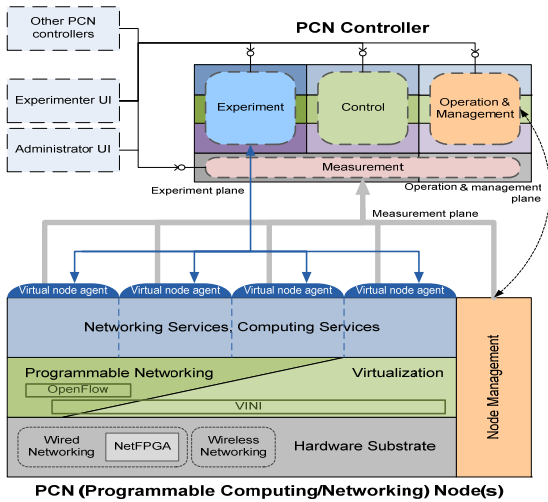 PCN Controller
Other PCN
controllers
Experimenter UI
Administrator UI
Experiment
Control
Operation &
Management
Measurement
Experiment plane
Operation & management
plane
Measurement plane
Virtual node agent
Virtual node agent
Virtual node agent
Virtual node agent
Networking Services, Computing Services
Programmable Networking
Virtualization
OpenFlow
VINI
Wired
Networking
NetFPGA
Wireless
Networking
Hardware Substrate
Node Management
PCN (Programmable Computing/Networking) Node(s)